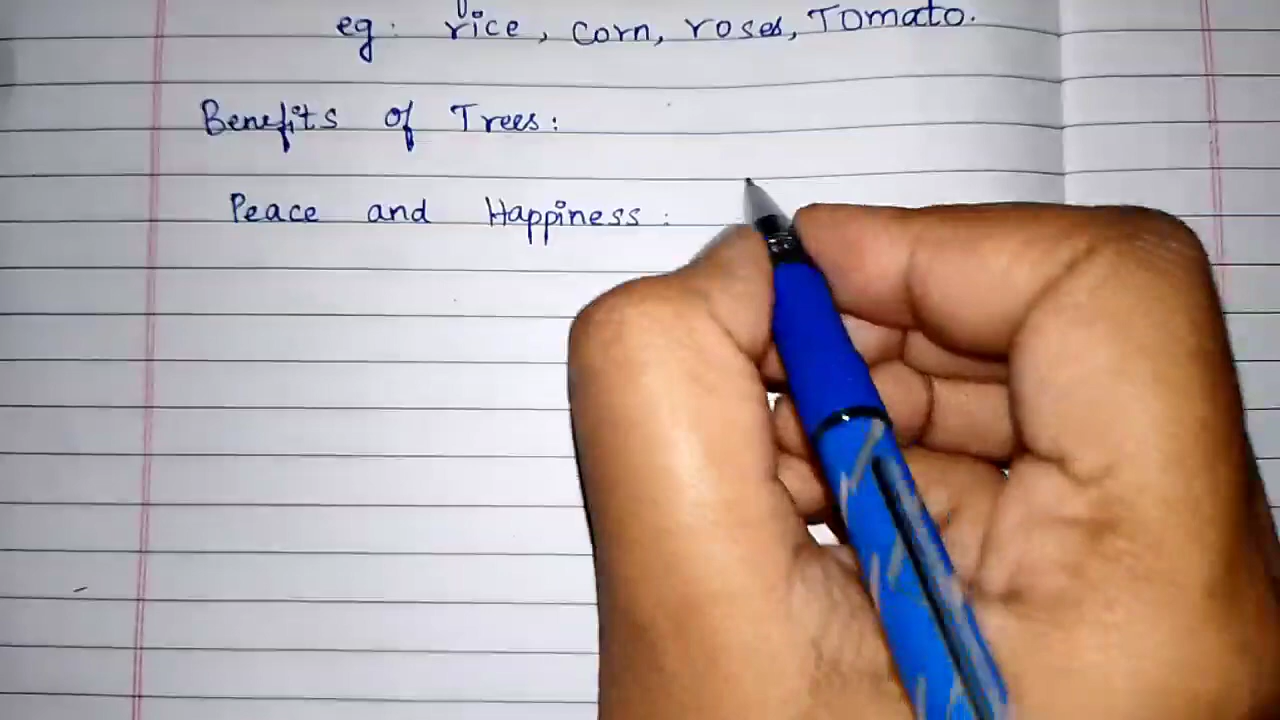 eg: rice, corn, roses, Tomato.
Benefits of Trees:
Peace and Happiness: